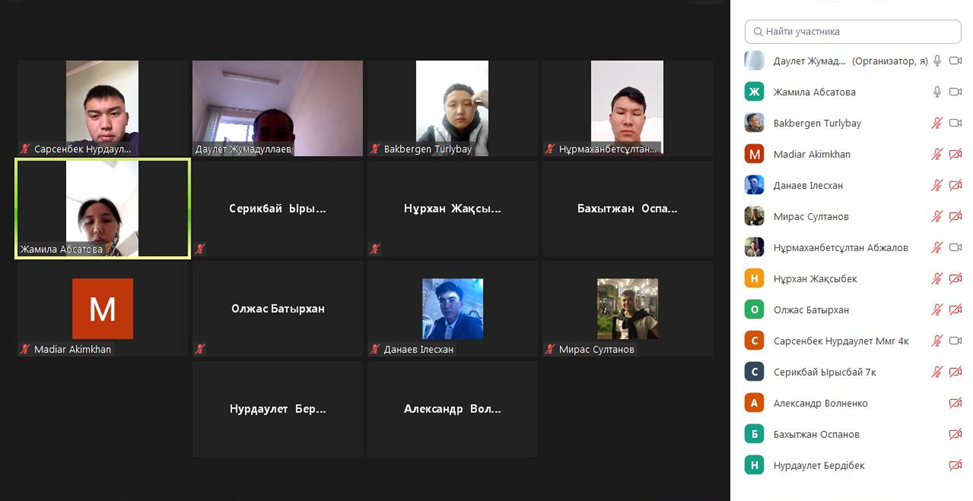 Сарсенбек Нурдаул...
Даулет Жумадуллаев
Bakbergen Turlybay
Нұрмаханбетсұлтан...
Жамила Абсатова
Серикбай Ыры...
Нұрхан Жақсы...
Бахытжан Оспа...
M
Madiar Akimkhan
Олжас Батырхан
Данаев Ілесхан
Мирас Султанов
Нурдаулет Бер...
Александр Вол...
Найти участника
Даулет Жумад... (Организатор, я)
Ж Жамила Абсатова
Bakbergen Turlybay
M Madiar Akimkhan
Данаев Ілесхан
Мирас Султанов
Нұрмаханбетсұлтан Абжалов
Н Нұрхан Жақсыбек
О Олжас Батырхан
С Сарсенбек Нурдаулет Ммг 4к
С Серикбай Ырысбай 7к
А Александр Волненко
Б Бахытжан Оспанов
Н Нурдаулет Бердібек